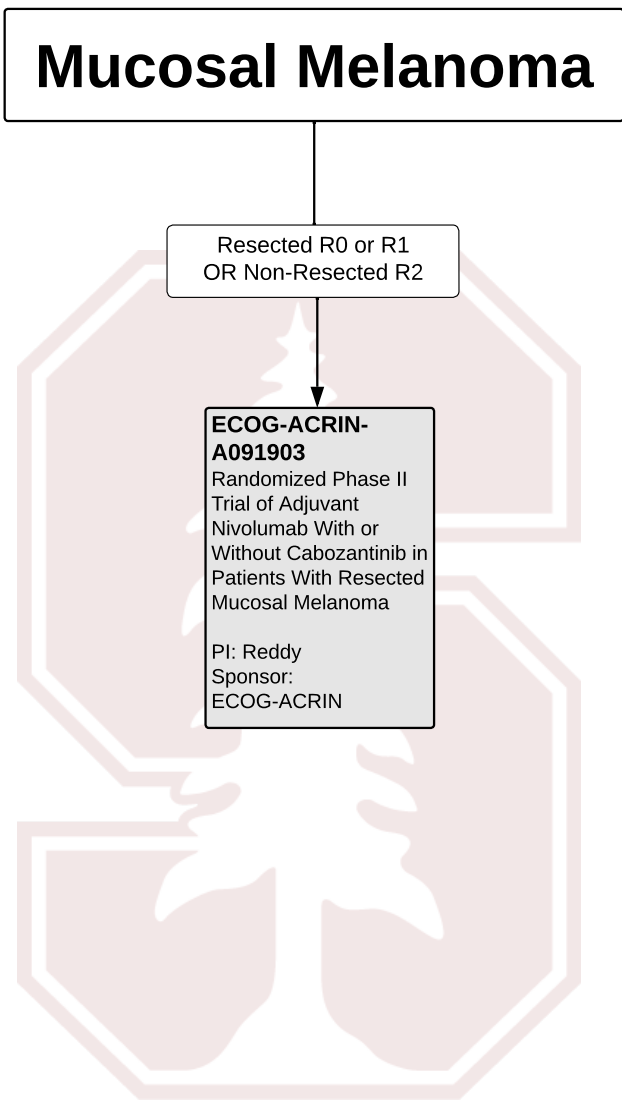 Mucosal Melanoma
Resected R0 or R1
OR Non-Resected R2
ECOG-ACRIN-
A091903
Randomized Phase II
Trial of Adjuvant
Nivolumab With or
Without Cabozantinib in
Patients With Resected
Mucosal Melanoma
PI: Reddy
Sponsor:
ECOG-ACRIN